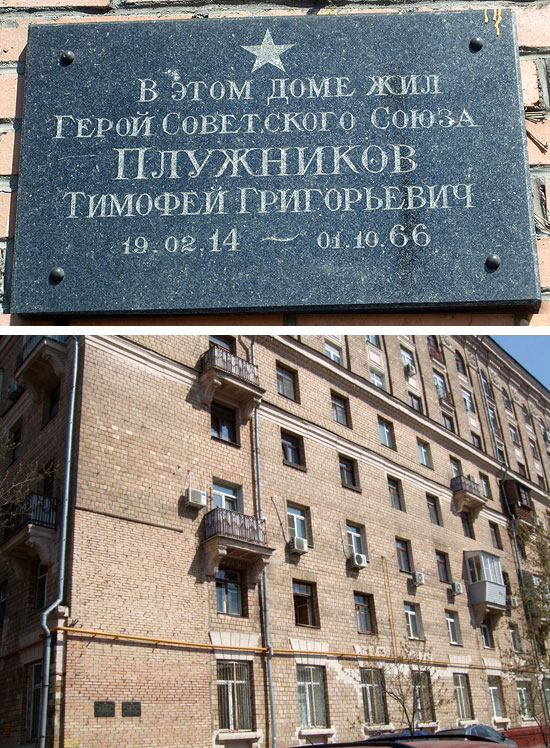 В ЭТОМ ДОМЕ ЖИЛ
ГЕРОЙ СОВЕТСКОГО СОЮЗА
ПЛУЖНИКОВ
ТИМОФЕЙ ГРИГОРЬЕВИЧ
19.02.14 — 01.10.66